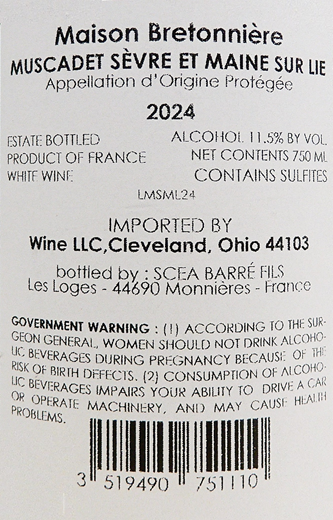 Maison Bretonnière
MUSCADET SÈVRE ET MAINE SUR LIE
Appellation d'Origine Protégée
2024
ESTATE BOTTLED ALCOHOL 11.5% BY VOL.
PRODUCT OF FRANCE NET CONTENTS 750 ML
WHITE WINE CONTAINS SULFITES
LMSML24
IMPORTED BY
Wine LLC,Cleveland, Ohio 44103
bottled by : SCEA BARRÉ FILS
Les Loges - 44690 Monnières - France
GOVERNMENT WARNING : (1) ACCORDING TO THE SUR-
GEON GENERAL, WOMEN SHOULD NOT DRINK ALCOHO-
LIC BEVERAGES DURING PREGNANCY BECAUSE OF THE
RISK OF BIRTH DEFECTS. (2) CONSUMPTION OF ALCOHO-
LIC BEVERAGES IMPAIRS YOUR ABILITY TO DRIVE A CAR
OR OPERATE MACHINERY, AND MAY CAUSE HEALTH
PROBLEMS.
3 519490 751110